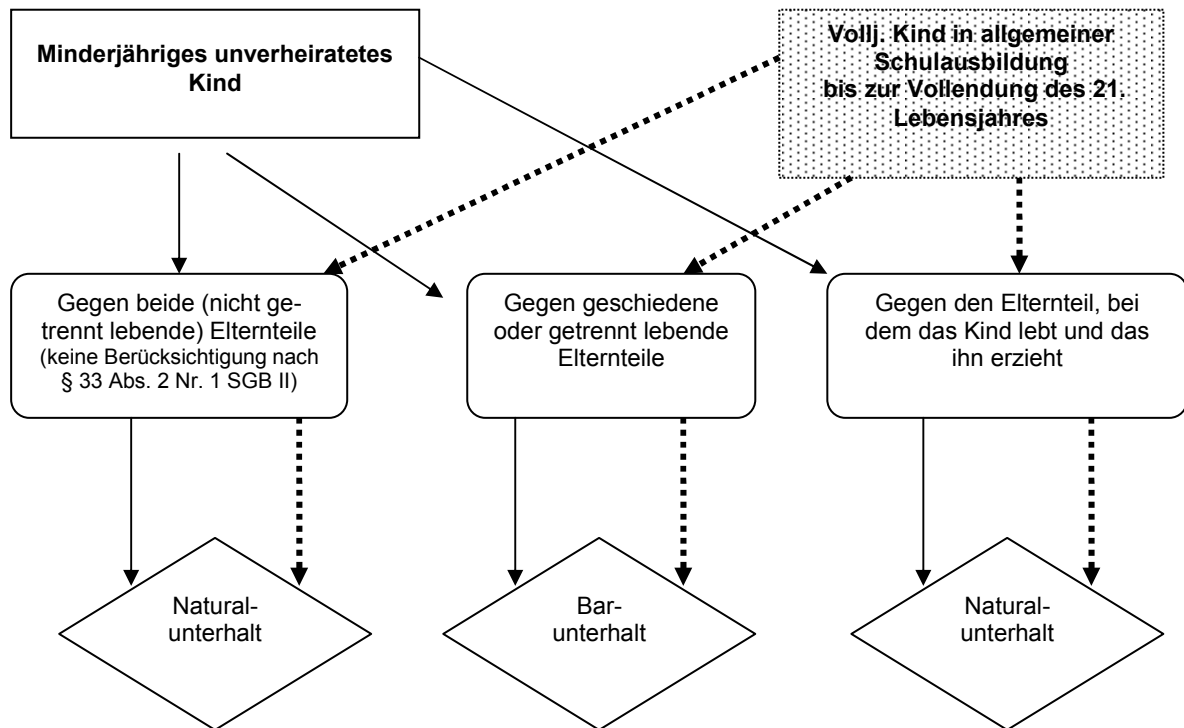 Minderjähriges unverheiratetes
Kind
Vollj. Kind in allgemeiner
Schulausbildung
bis zur Vollendung des 21.
Lebensjahres
Gegen beide (nicht ge-
trennt lebende) Elternteile
(keine Berücksichtigung nach
§ 33 Abs. 2 Nr. 1 SGB II)
Gegen geschiedene
oder getrennt lebende
Elternteile
Gegen den Elternteil, bei
dem das Kind lebt und das
ihn erzieht
Natural-
unterhalt
Bar-
unterhalt
Natural-
unterhalt